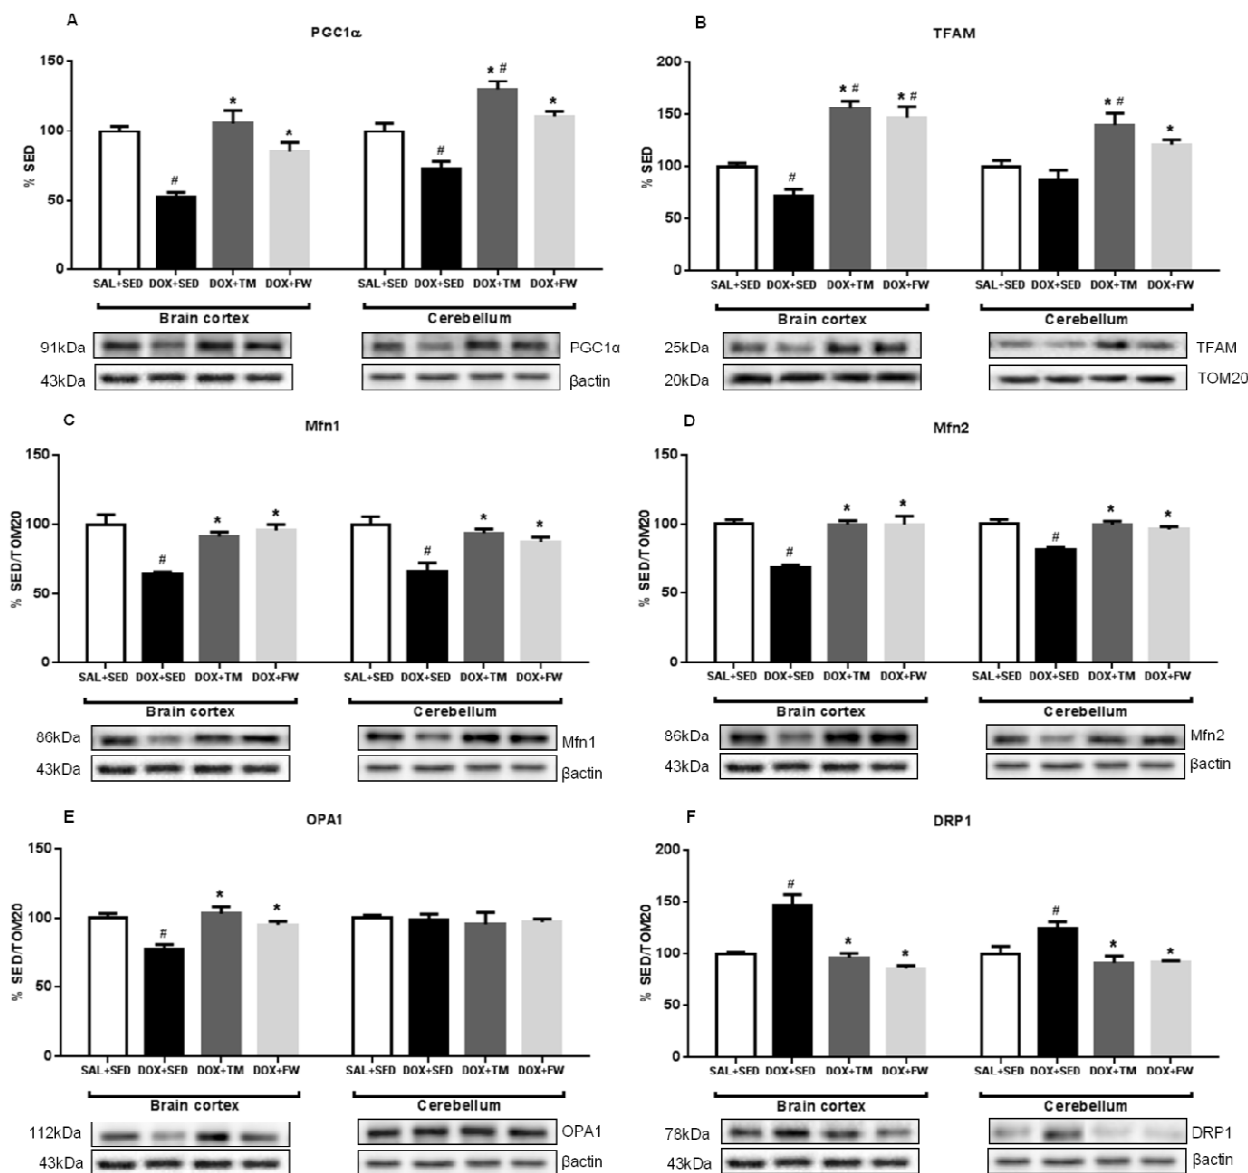 A
PGC1α
150
100
50
0
% SED
* #
*
*
*
#
#
SAL+SED DOX+SED DOX+TM DOX+FW SAL+SED DOX+SED DOX+TM DOX+FW
Brain cortex Cerebellum
91kDa PGC1α
43kDa βactin
B
TFAM
200
150
100
50
0
% SED
* # * # * #
*
#
SAL+SED DOX+SED DOX+TM DOX+FW SAL+SED DOX+SED DOX+TM DOX+FW
Brain cortex Cerebellum
25kDa TFAM
20kDa TOM20
C
Mfn1
150
100
50
0
% SED/TOM20
# * * # * *
SAL+SED DOX+SED DOX+TM DOX+FW SAL+SED DOX+SED DOX+TM DOX+FW
Brain cortex Cerebellum
86kDa Mfn1
43kDa βactin
D
Mfn2
150
100
50
0
% SED/TOM20
# * * # * *
SAL+SED DOX+SED DOX+TM DOX+FW SAL+SED DOX+SED DOX+TM DOX+FW
Brain cortex Cerebellum
86kDa Mfn2
43kDa βactin
E
OPA1
150
100
50
0
% SED/TOM20
# * *
SAL+SED DOX+SED DOX+TM DOX+FW SAL+SED DOX+SED DOX+TM DOX+FW
Brain cortex Cerebellum
112kDa OPA1
43kDa βactin
F
DRP1
200
150
100
50
0
% SED/TOM20
# * * # * *
SAL+SED DOX+SED DOX+TM DOX+FW SAL+SED DOX+SED DOX+TM DOX+FW
Brain cortex Cerebellum
78kDa DRP1
43kDa βactin